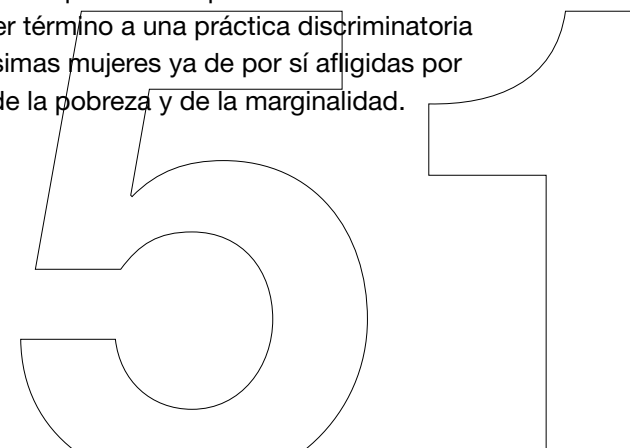 er término a una práctica discriminatoria
simas mujeres ya de por sí afligidas por
de la pobreza y de la marginalidad.
51